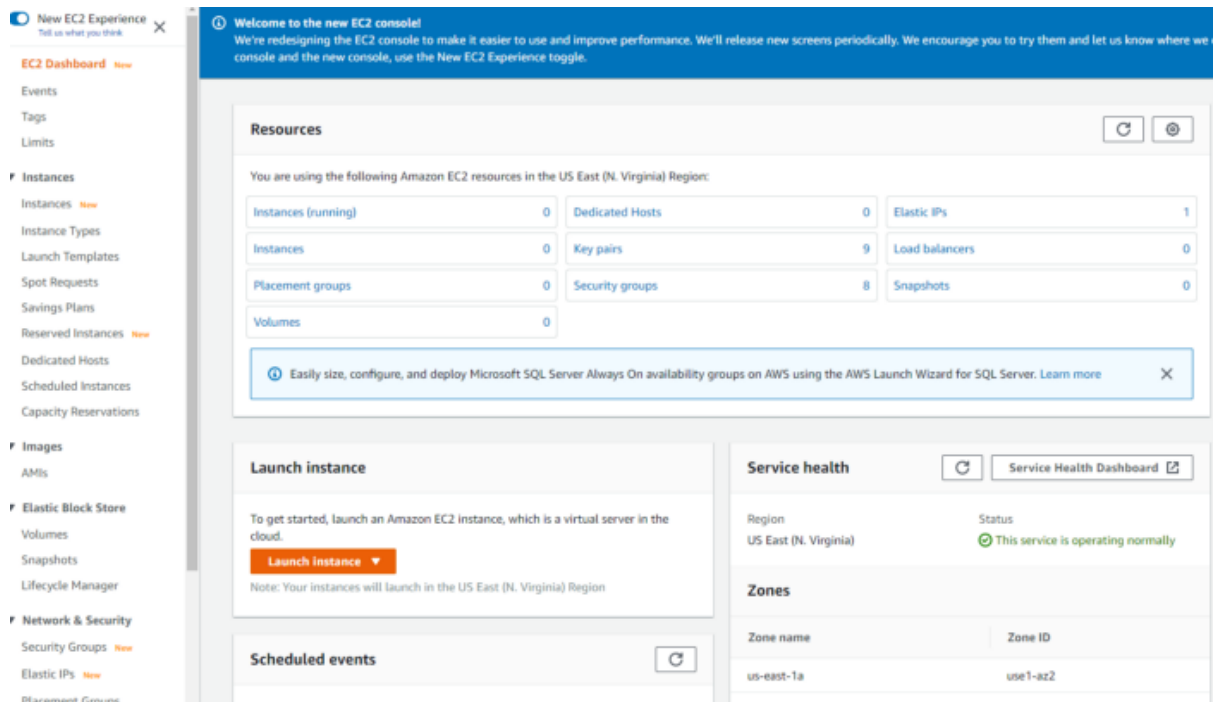 New EC2 Experience
Tell us what you think
EC2 Dashboard New
Events
Tags
Limits
Instances
Instances New
Instance Types
Launch Templates
Spot Requests
Savings Plans
Reserved Instances New
Dedicated Hosts
Scheduled Instances
Capacity Reservations
Images
AMIs
Elastic Block Store
Volumes
Snapshots
Lifecycle Manager
Network & Security
Security Groups New
Elastic IPs New
Placement Groups
Welcome to the new EC2 console!
We're redesigning the EC2 console to make it easier to use and improve performance. We'll release new screens periodically. We encourage you to try them and let us know where we
console and the new console, use the New EC2 Experience toggle.
Resources
You are using the following Amazon EC2 resources in the US East (N. Virginia) Region:
Instances (running) 0 Dedicated Hosts 0 Elastic IPs 1
Instances 0 Key pairs 9 Load balancers 0
Placement groups 0 Security groups 8 Snapshots 0
Volumes 0
Easily size, configure, and deploy Microsoft SQL Server Always On availability groups on AWS using the AWS Launch Wizard for SQL Server. Learn more
Launch instance
To get started, launch an Amazon EC2 instance, which is a virtual server in the
cloud.
Launch instance
Note: Your instances will launch in the US East (N. Virginia) Region
Scheduled events
Service health
Service Health Dashboard
Region Status
US East (N. Virginia) This service is operating normally
Zones
Zone name Zone ID
us-east-1a use1-az2